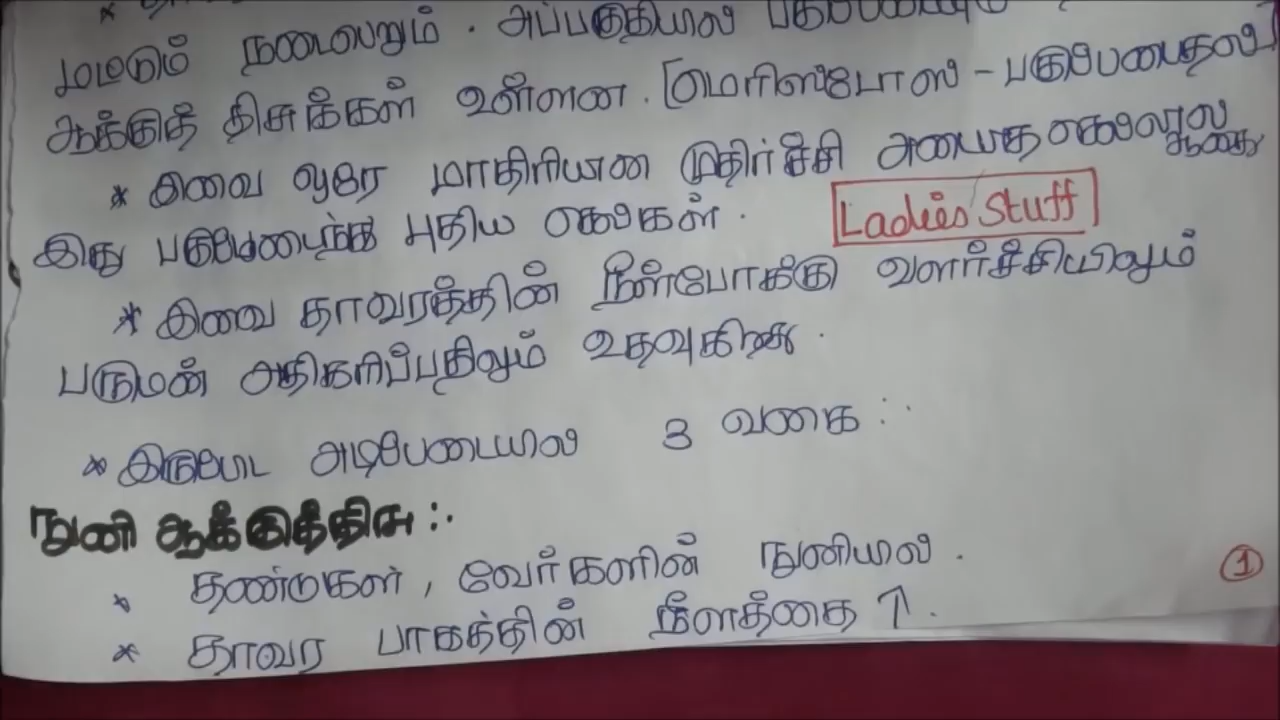 மட்டும் நடைபெறும். அப்பகுதியில்
ஆக்குத் திசுக்கள் உள்ளன. [மெரிஸ்டோஸ் - பகுப்படைதல்]
* இவை ஒரே மாதிரியான முதிர்ச்சி அடையாத செல்லால் ஆனது
இது பகுப்படைந்த புதிய செல்கள். Ladies Stuff
* இவை தாவரத்தின் நீள்போக்கு வளர்ச்சியிலும்
பருமன் அதிகரிப்பதிலும் உதவுகிறது.
* இருப்பிட அடிப்படையில் 3 வகை :-
நுனி ஆக்குத்திசு :-
* தண்டுகள், வேர்களின் நுனியில்.
* தாவர பாகத்தின் நீளத்தை ↑.
1